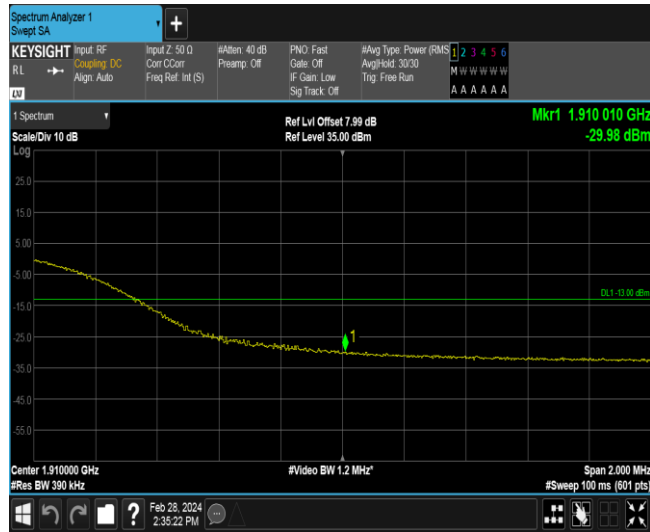 Spectrum Analyzer 1
Swept SA
+
KEYSIGHT
RL
LXI
Input: RF
Coupling: DC
Align: Auto
Input Z: 50 Ω
Corr CCorr
Freq Ref: Int (S)
#Atten: 40 dB
Preamp: Off
PNO: Fast
Gate: Off
IF Gain: Low
Sig Track: Off
#Avg Type: Power (RMS
Avg|Hold: 30/30
Trig: Free Run
1 2 3 4 5 6
M W W W W W
A A A A A A
1 Spectrum
Scale/Div 10 dB
Log
Ref Lvl Offset 7.99 dB
Ref Level 35.00 dBm
Mkr1 1.910 010 GHz
-29.98 dBm
25.0
15.0
5.00
-5.00
DL1 -13.00 dBm
-15.0
-25.0
1
-35.0
-45.0
-55.0
Center 1.910000 GHz
#Res BW 390 kHz
#Video BW 1.2 MHz*
Span 2.000 MHz
#Sweep 100 ms (601 pts)
?
Feb 28, 2024
2:35:22 PM